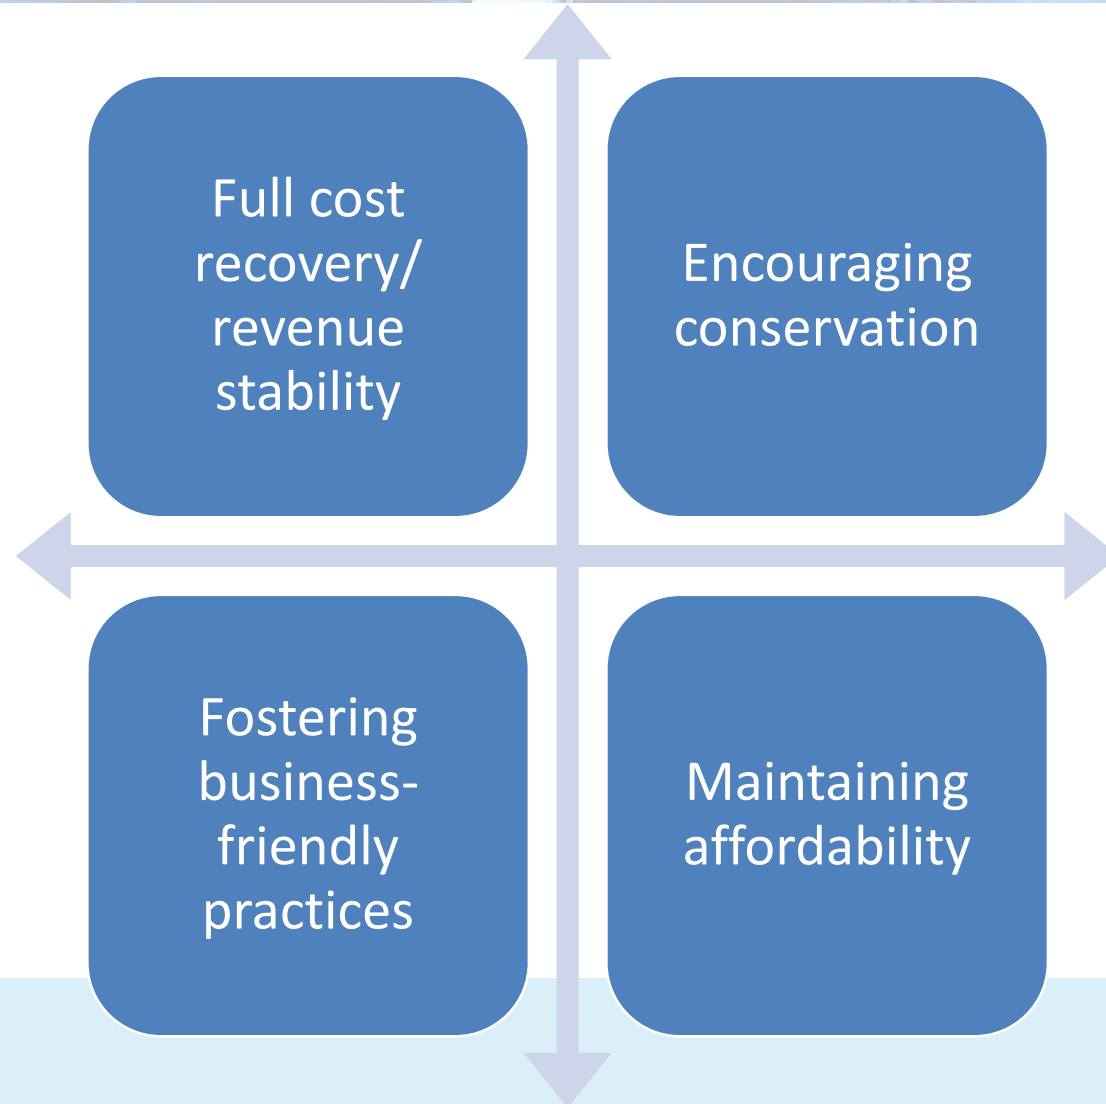 Full cost
recovery/
revenue
stability
Encouraging
conservation
Fostering
business-
friendly
practices
Maintaining
affordability